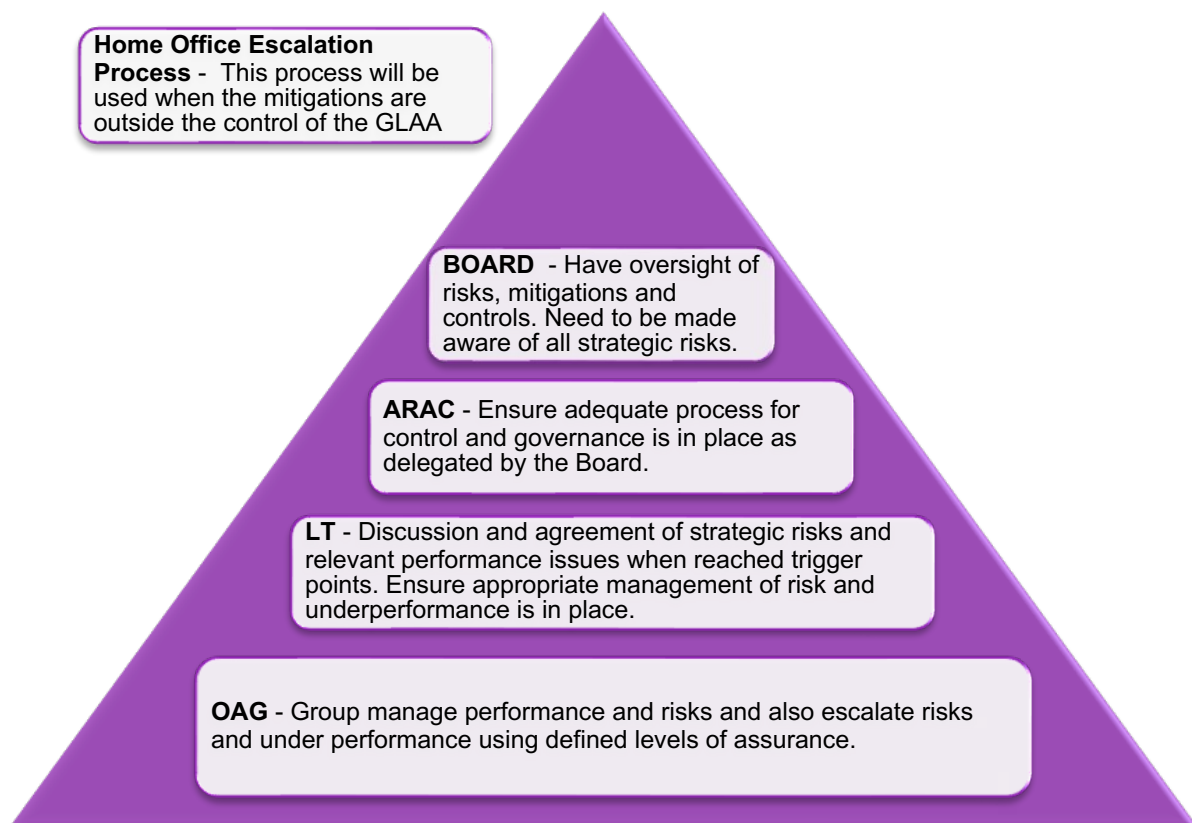 Home Office Escalation
Process -  This process will be
used when the mitigations are
outside the control of the GLAA
BOARD  - Have oversight of
risks, mitigations and
controls. Need to be made
aware of all strategic risks.
ARAC - Ensure adequate process for
control and governance is in place as
delegated by the Board.
LT - Discussion and agreement of strategic risks and
relevant performance issues when reached trigger
points. Ensure appropriate management of risk and
underperformance is in place.
OAG - Group manage performance and risks and also escalate risks
and under performance using defined levels of assurance.